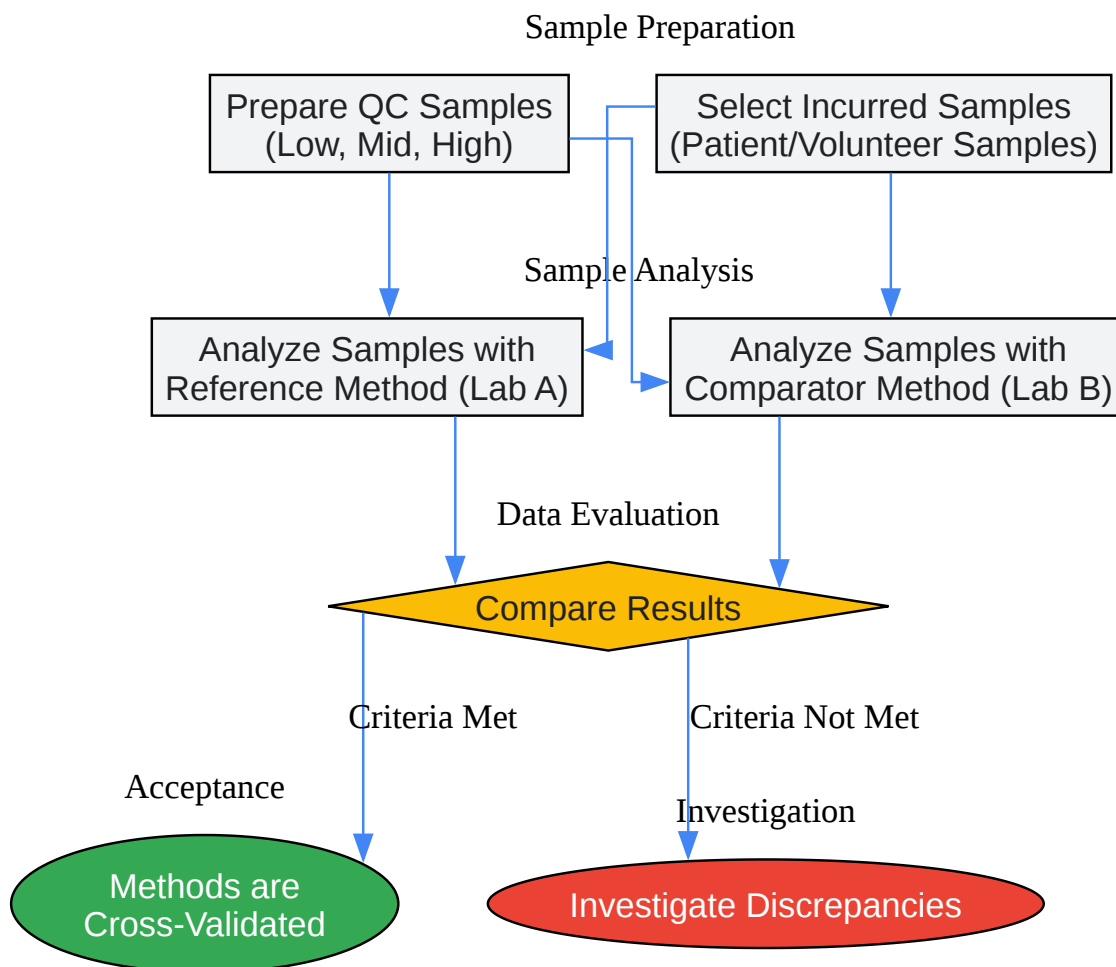 Sample Preparation
Prepare QC Samples
(Low, Mid, High)
Select Incurred Samples
(Patient/Volunteer Samples)
Sample Analysis
Analyze Samples with
Reference Method (Lab A)
Analyze Samples with
Comparator Method (Lab B)
Data Evaluation
Compare Results
Criteria Met
Criteria Not Met
Acceptance
Investigation
Methods are
Cross-Validated
Investigate Discrepancies